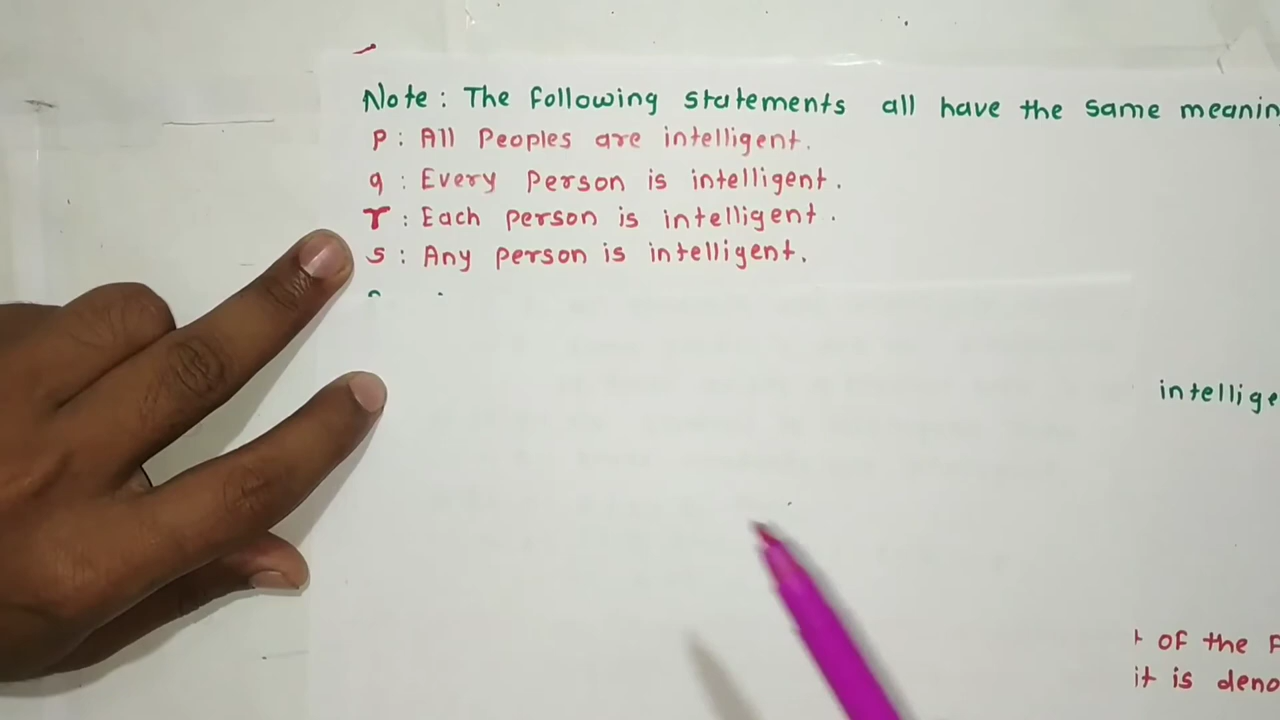 Note: The following statements all have the same meanin
p: All Peoples are intelligent.
q: Every Person is intelligent.
r: Each person is intelligent.
s: Any person is intelligent.
intellige
of the
it is deno